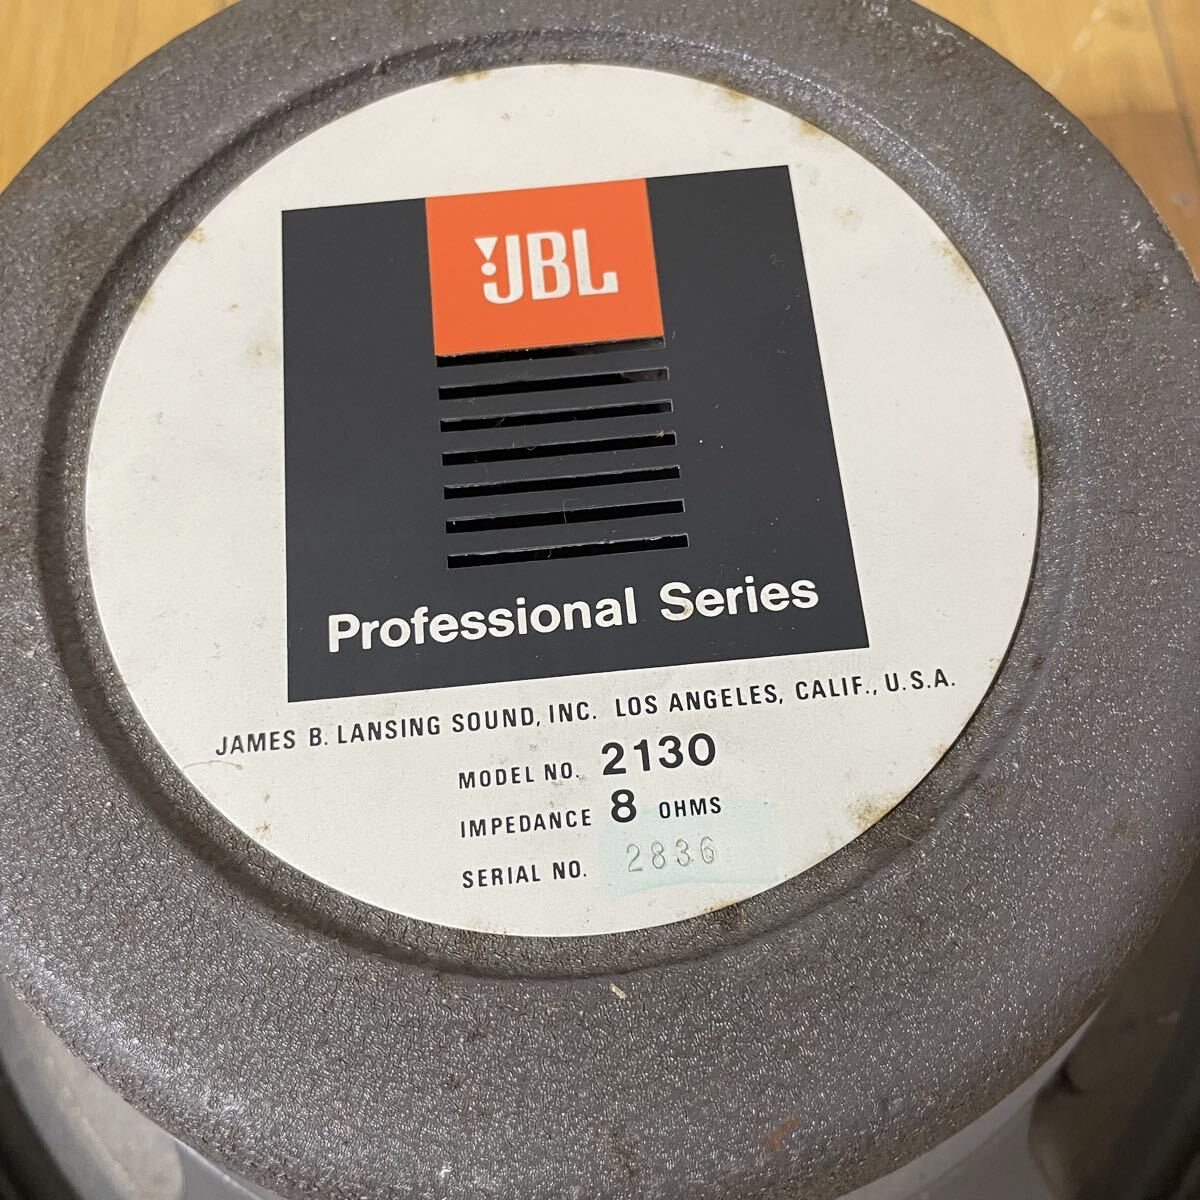 JBL
Professional Series
JAMES B. LANSING SOUND, INC. LOS ANGELES, CALIF., U.S.A.
MODEL NO. 2130
IMPEDANCE 8 OHMS
SERIAL NO. 2836